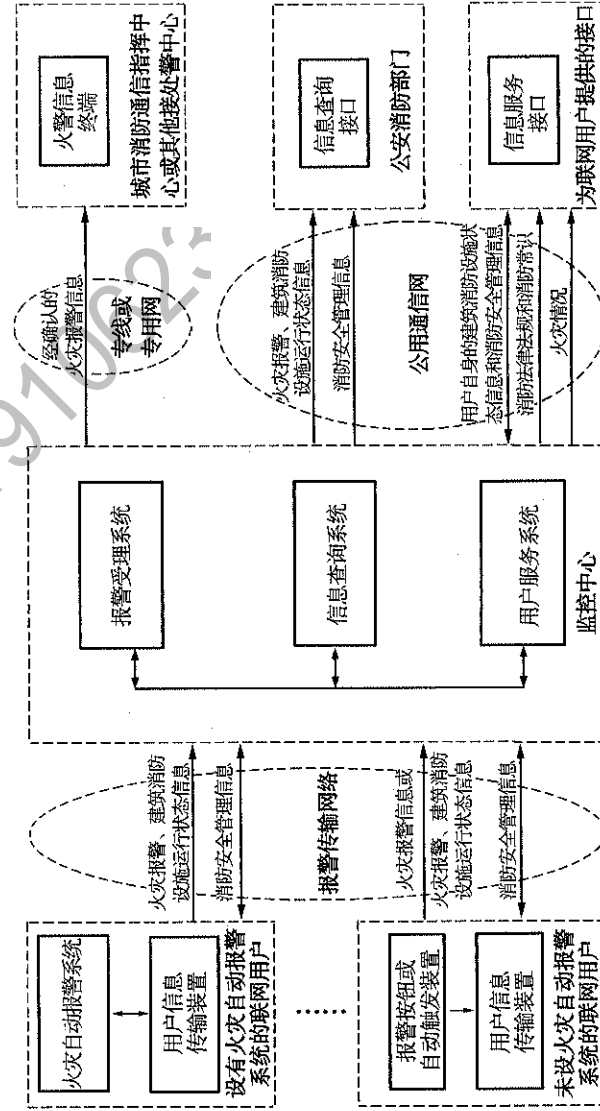 火灾自动报警系统
用户信息
传输装置
设有火灾自动报警
系统的联网用户
……
报警按钮或
自动触发装置
用户信息
传输装置
未设火灾自动报警
系统的联网用户
火灾报警、建筑消防
设施运行状态信息
消防安全管理信息
报警传输网络
火灾报警信息或
火灾报警、建筑消防
设施运行状态信息
消防安全管理信息
报警受理系统
信息查询系统
用户服务系统
监控中心
经确认的
火灾报警信息
专线或
专用网
火灾报警、建筑消防
设施运行状态信息
消防安全管理信息
公用通信网
用户自身的建筑消防设施状
态信息和消防安全管理信息
消防法律法规和消防常识
火灾情况
火警信息
终端
城市消防通信指挥中
心或其他接处警中心
信息查询
接口
公安消防部门
信息服务
接口
为联网用户提供的接口